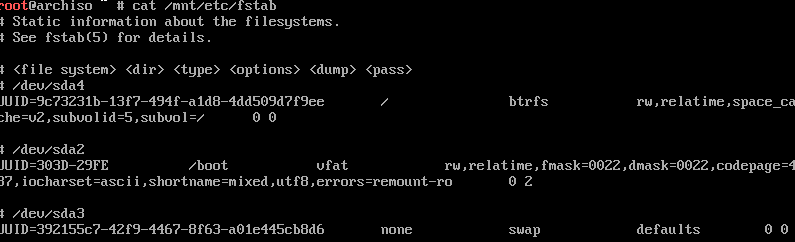 root@archiso ~ # cat /mnt/etc/fstab
# Static information about the filesystems.
# See fstab(5) for details.
# <file system> <dir> <type> <options> <dump> <pass>
# /dev/sda4
UUID=9c73231b-13f7-494f-a1d8-4dd509d7f9ee / btrfs rw,relatime,space_ca
che=v2,subvolid=5,subvol=/ 0 0
# /dev/sda2
UUID=303D-29FE /boot vfat rw,relatime,fmask=0022,dmask=0022,codepage=4
37,iocharset=ascii,shortname=mixed,utf8,errors=remount-ro 0 2
# /dev/sda3
UUID=392155c7-42f9-4467-8f63-a01e445cb8d6 none swap defaults 0 0